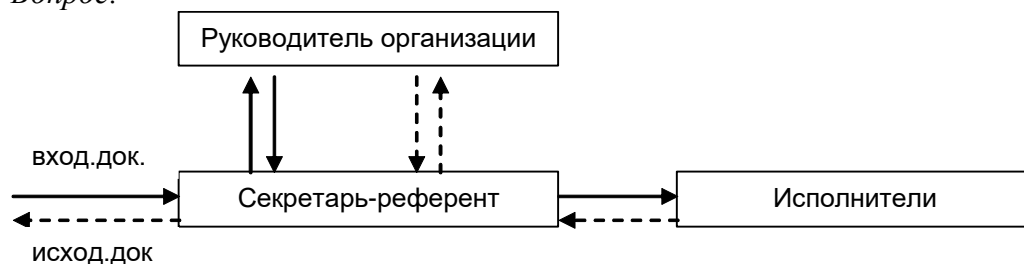 Вопрос:
Руководитель организации
вход.док.
Секретарь-референт
Исполнители
исход.док